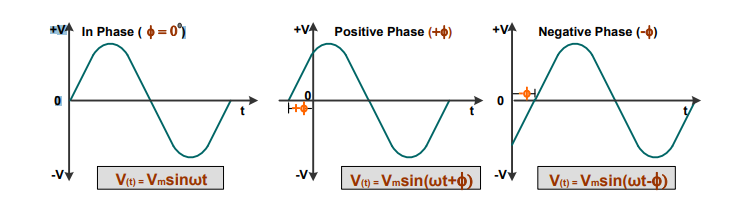 +V In Phase ( ϕ = 0°)
0
t
-V
V(t) = Vmsinωt
+V Positive Phase (+ϕ)
0
+ϕ
t
-V
V(t) = Vmsin(ωt+ϕ)
+V Negative Phase (-ϕ)
-ϕ
0
t
-V
V(t) = Vmsin(ωt-ϕ)